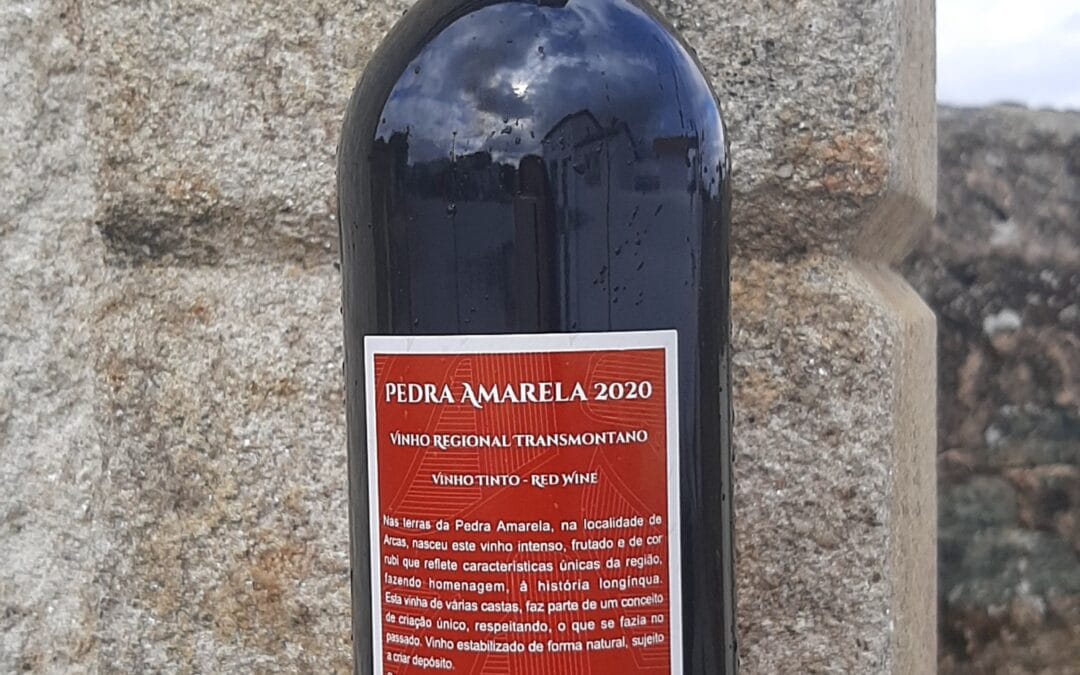 Pedra Amarela 2020
Vinho Regional Transmontano
Vinho Tinto - Red Wine
Nas terras da Pedra Amarela, na localidade de
Arcas, nasceu este vinho intenso, frutado e de cor
rubi que reflete características únicas da região,
fazendo homenagem, à história longínqua.
Esta vinha de várias castas, faz parte de um conceito
de criação único, respeitando, o que se fazia no
passado. Vinho estabilizado de forma natural, sujeito
a criar depósito.